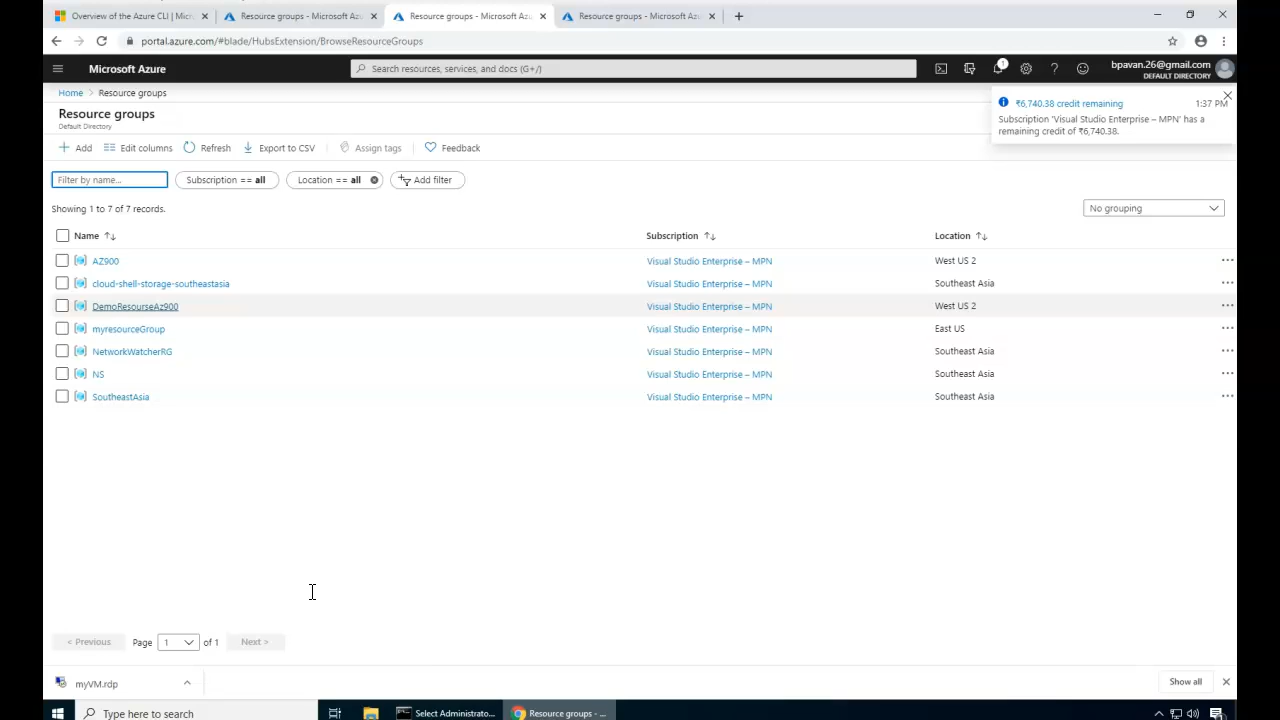 Overview of the Azure CLI | Micr
Resource groups - Microsoft Azu
Resource groups - Microsoft Azu
Resource groups - Microsoft Azu
portal.azure.com/#blade/HubsExtension/BrowseResourceGroups
Microsoft Azure
Search resources, services, and docs (G+/)
1
bpavan.26@gmail.com
DEFAULT DIRECTORY
Home > Resource groups
Resource groups
Default Directory
₹6,740.38 credit remaining 1:37 PM
Subscription 'Visual Studio Enterprise – MPN' has a
remaining credit of ₹6,740.38.
Add Edit columns Refresh Export to CSV Assign tags Feedback
Filter by name... Subscription == all Location == all Add filter
Showing 1 to 7 of 7 records. No grouping
Name Subscription Location
AZ900 Visual Studio Enterprise – MPN West US 2
cloud-shell-storage-southeastasia Visual Studio Enterprise – MPN Southeast Asia
DemoResourseAz900 Visual Studio Enterprise – MPN West US 2
myresourceGroup Visual Studio Enterprise – MPN East US
NetworkWatcherRG Visual Studio Enterprise – MPN Southeast Asia
NS Visual Studio Enterprise – MPN Southeast Asia
SoutheastAsia Visual Studio Enterprise – MPN Southeast Asia
< Previous Page 1 of 1 Next >
myVM.rdp Show all
Type here to search Select Administrato... Resource groups - ...